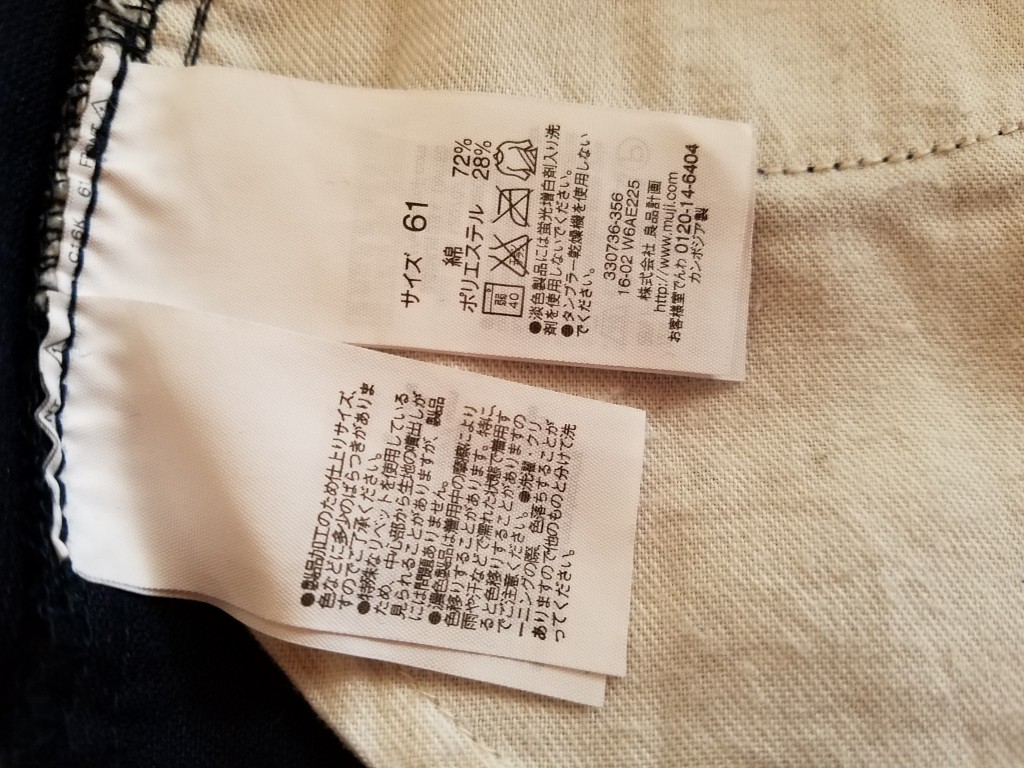 サイズ 61
綿 72%
ポリエステル 28%
弱
40
●淡色製品には蛍光増白剤入り洗
剤を使用しないでください。
●タンブラー乾燥機を使用しない
でください。
330736-356
16-02 W6AE225
株式会社 良品計画
http://www.muji.com
お客様室でんわ 0120-14-6404
カンボジア製
●製品加工のため仕上りサイズ、
色などに多少のばらつきがありま
すのでご了承ください。
●特殊なリベットを使用している
ため、中心部から生地の噴出しが
見られることがありますが、製品
には問題ありません。
●濃色製品は着用中の摩擦により
色移りすることがあります。特に、
雨や汗などで濡れた状態で着用す
ると色移りすることがありますの
でご注意ください。●洗濯・クリ
ーニングの際、色落ちすることが
ありますので他のものと分けて洗
ってください。